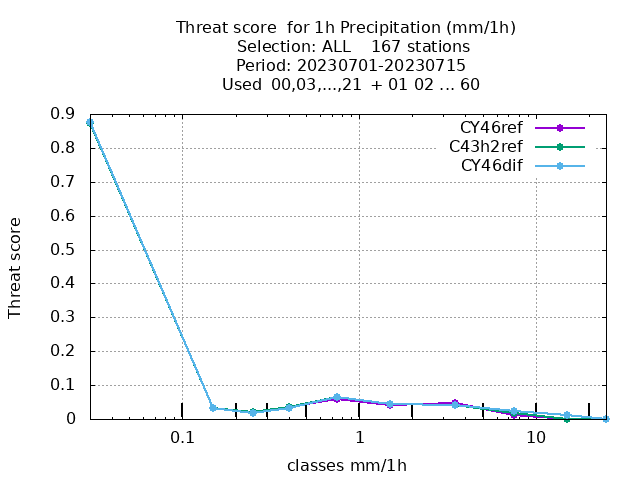 Threat score  for 1h Precipitation (mm/1h)
Selection: ALL    167 stations
Period: 20230701-20230715
Used  00,03,...,21  + 01 02 ... 60
CY46ref
C43h2ref
CY46dif
0.9
0.8
0.7
0.6
0.5
0.4
0.3
0.2
0.1
0
Threat score
0.1
1
10
classes mm/1h